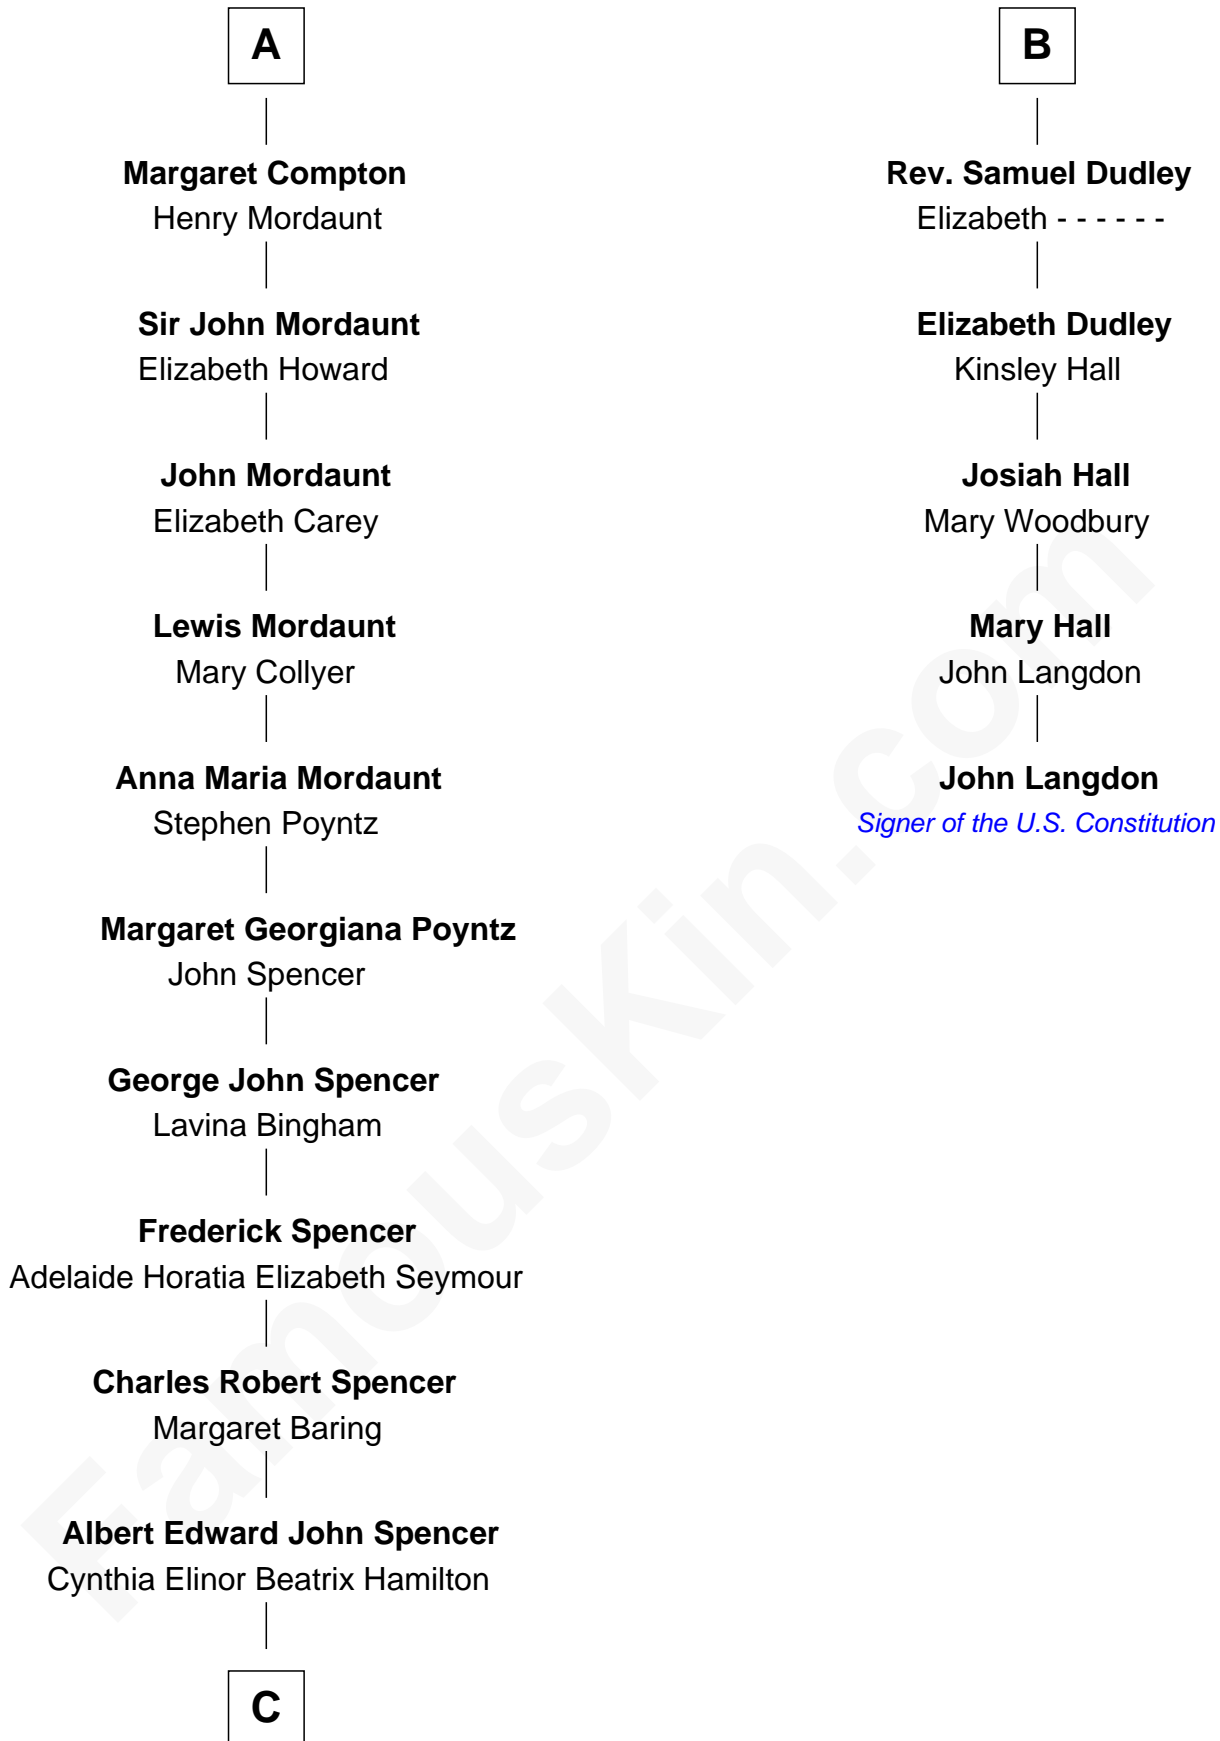 A
Margaret Compton
Henry Mordaunt
Sir John Mordaunt
Elizabeth Howard
John Mordaunt
Elizabeth Carey
Lewis Mordaunt
Mary Collyer
Anna Maria Mordaunt
Stephen Poyntz
Margaret Georgiana Poyntz
John Spencer
George John Spencer
Lavina Bingham
Frederick Spencer
Adelaide Horatia Elizabeth Seymour
Charles Robert Spencer
Margaret Baring
Albert Edward John Spencer
Cynthia Elinor Beatrix Hamilton
C
B
Rev. Samuel Dudley
Elizabeth - - - - - -
Elizabeth Dudley
Kinsley Hall
Josiah Hall
Mary Woodbury
Mary Hall
John Langdon
John Langdon
Signer of the U.S. Constitution
FamousKin.com